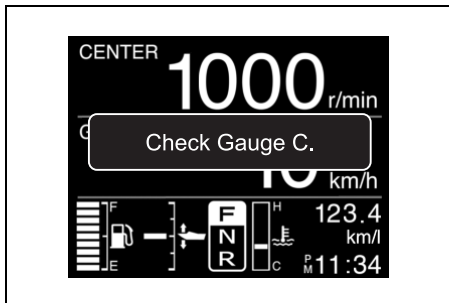 CENTER
1000 r/min
G
Check Gauge C.
km/h
F
E
F
N
R
H
C
123.4
km/l
PM 11:34